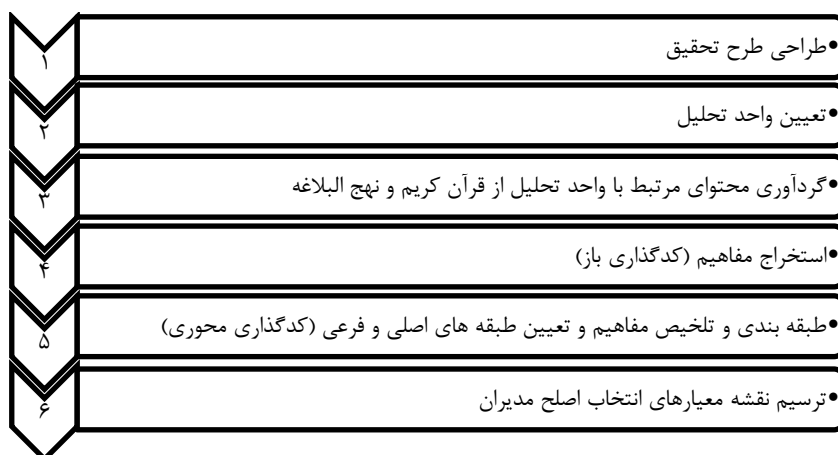 ۱
•طراحی طرح تحقیق
۲
•تعیین واحد تحلیل
۳
•گردآوری محتوای مرتبط با واحد تحلیل از قرآن کریم و نهج البلاغه
۴
•استخراج مفاهیم (کدگذاری باز)
۵
•طبقه بندی و تلخیص مفاهیم و تعیین طبقه های اصلی و فرعی (کدگذاری محوری)
۶
•ترسیم نقشه معیارهای انتخاب اصلح مدیران